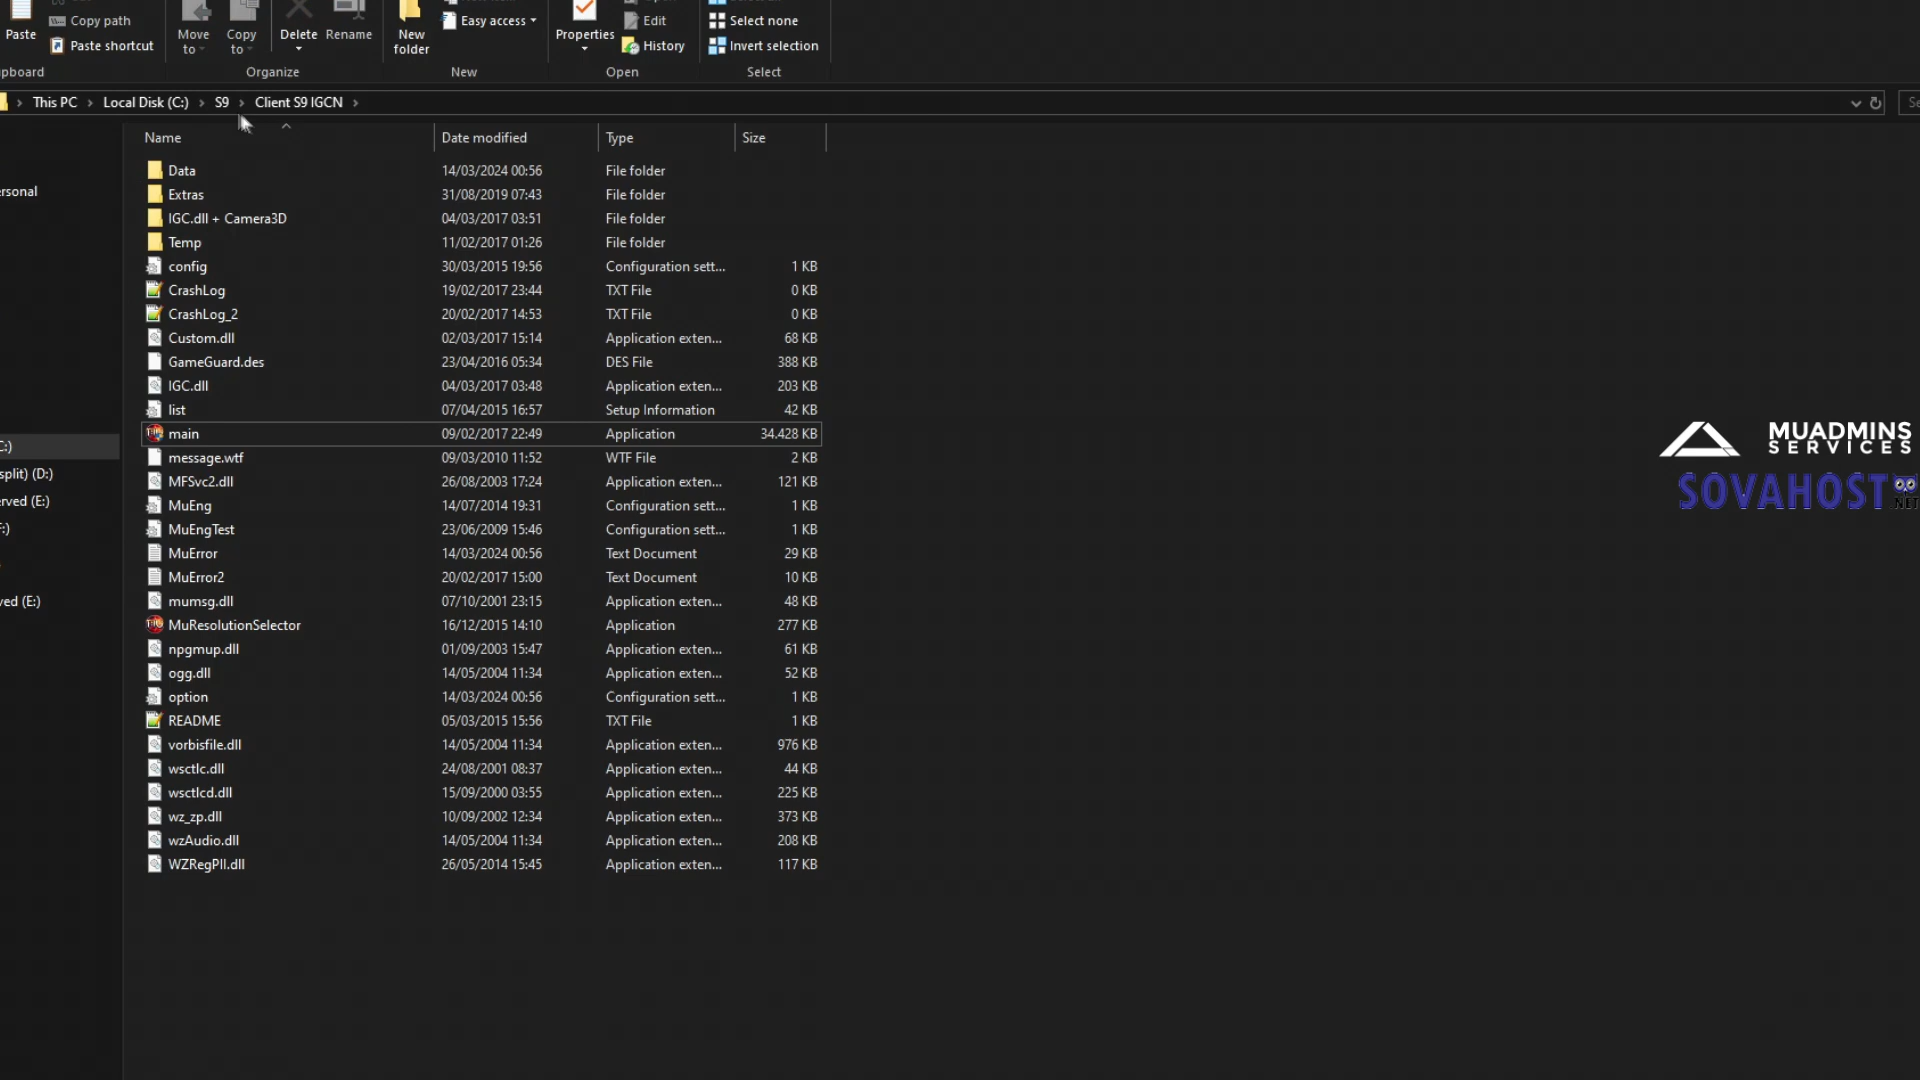 Copy path
Easy access
Edit
Select none
Paste
Move to
Copy to
Delete
Rename
New folder
Properties
Paste shortcut
History
Invert selection
Organize
New
Open
Select
This PC
Local Disk (C:)
S9
Client S9 IGCN
Name
Date modified
Type
Size
Data 14/03/2024 00:56 File folder
Extras 31/08/2019 07:43 File folder
IGC.dll + Camera3D 04/03/2017 03:51 File folder
Temp 11/02/2017 01:26 File folder
config 30/03/2015 19:56 Configuration sett... 1 KB
CrashLog 19/02/2017 23:44 TXT File 0 KB
CrashLog_2 20/02/2017 14:53 TXT File 0 KB
Custom.dll 02/03/2017 15:14 Application exten... 68 KB
GameGuard.des 23/04/2016 05:34 DES File 388 KB
IGC.dll 04/03/2017 03:48 Application exten... 203 KB
list 07/04/2015 16:57 Setup Information 42 KB
main 09/02/2017 22:49 Application 34.428 KB
message.wtf 09/03/2010 11:52 WTF File 2 KB
MFSvc2.dll 26/08/2003 17:24 Application exten... 121 KB
MuEng 14/07/2014 19:31 Configuration sett... 1 KB
MuEngTest 23/06/2009 15:46 Configuration sett... 1 KB
MuError 14/03/2024 00:56 Text Document 29 KB
MuError2 20/02/2017 15:00 Text Document 10 KB
mumsg.dll 07/10/2001 23:15 Application exten... 48 KB
MuResolutionSelector 16/12/2015 14:10 Application 277 KB
npgmup.dll 01/09/2003 15:47 Application exten... 61 KB
ogg.dll 14/05/2004 11:34 Application exten... 52 KB
option 14/03/2024 00:56 Configuration sett... 1 KB
README 05/03/2015 15:56 TXT File 1 KB
vorbisfile.dll 14/05/2004 11:34 Application exten... 976 KB
wsctlc.dll 24/08/2001 08:37 Application exten... 44 KB
wsctlcd.dll 15/09/2000 03:55 Application exten... 225 KB
wz_zp.dll 10/09/2002 12:34 Application exten... 373 KB
wzAudio.dll 14/05/2004 11:34 Application exten... 208 KB
WZRegPll.dll 26/05/2014 15:45 Application exten... 117 KB
ersonal
C:)
split) (D:)
erved (E:)
F:)
ved (E:)
MUADMINS
SERVICES
SOVAHOST
.NET